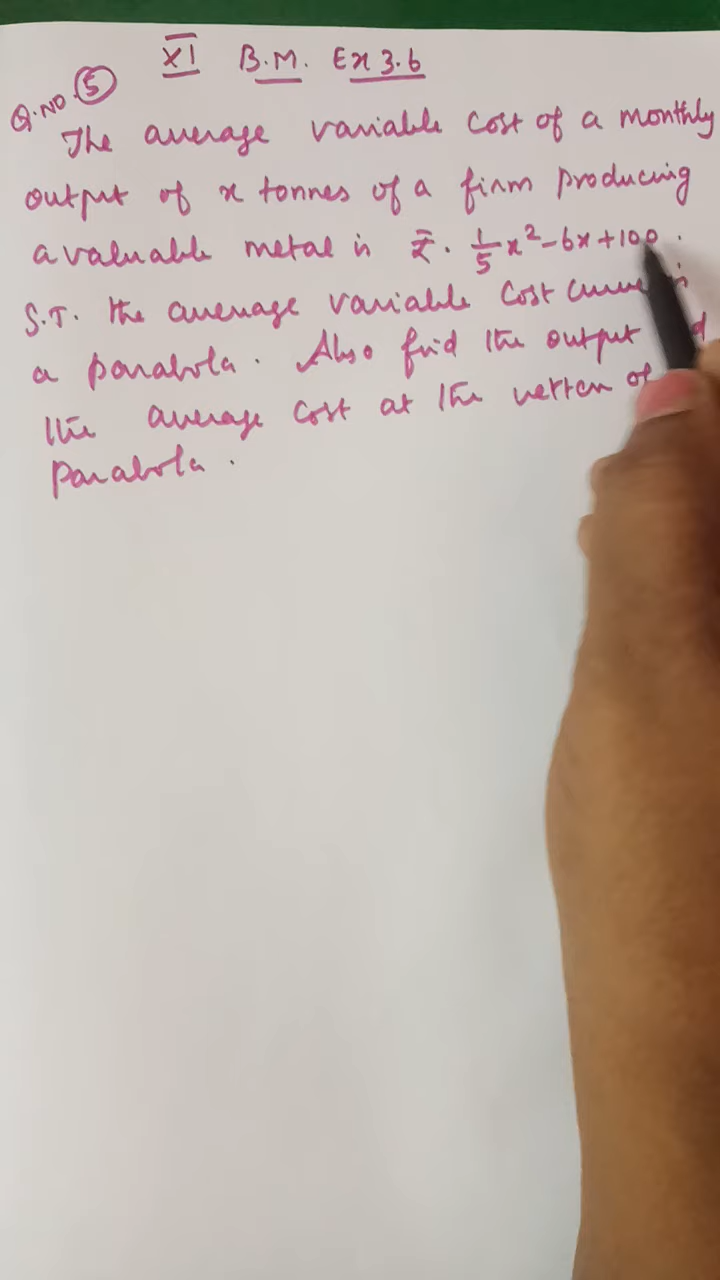 XI B.M. Ex 3.6
Q.NO. 5
The average variable cost of a monthly
output of x tonnes of a firm producing
a valuable metal is ₹. 1/5 x² - 6x + 100.
S.T. the average variable cost curve is
a parabola. Also find the output
the average cost at the vertex of
parabola.